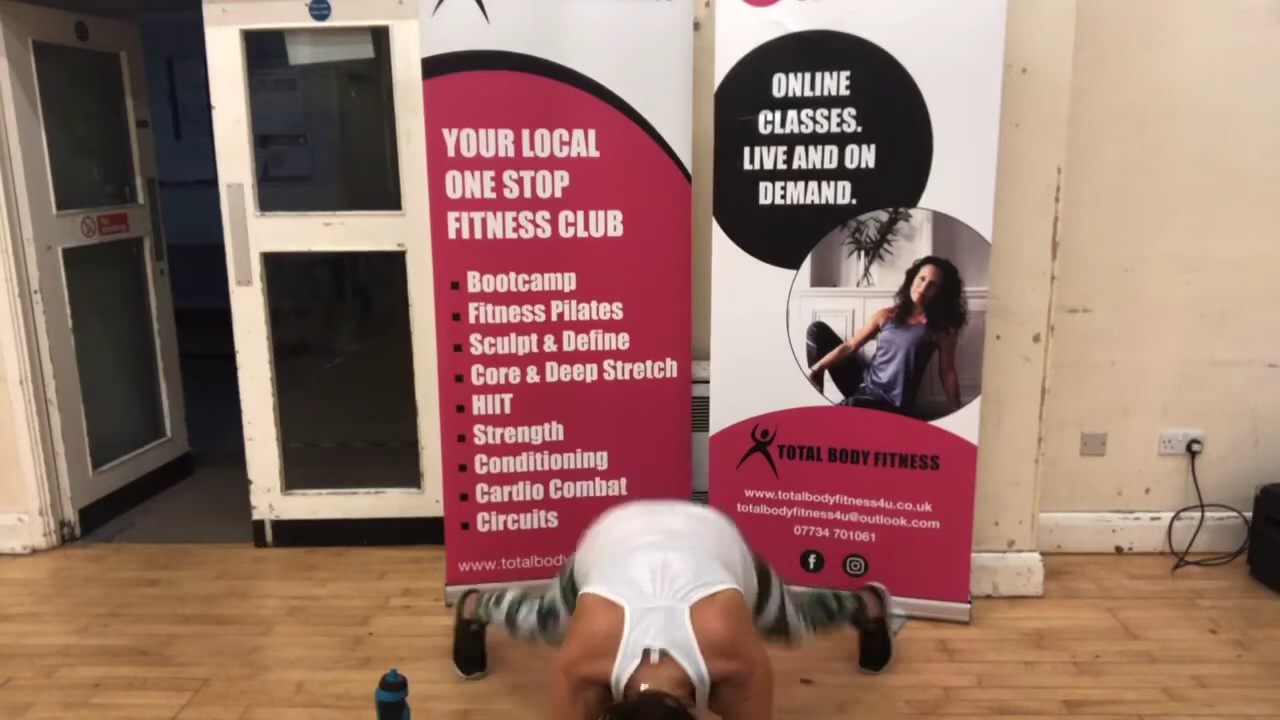 YOUR LOCAL
ONE STOP
FITNESS CLUB
Bootcamp
Fitness Pilates
Sculpt & Define
Core & Deep Stretch
HIIT
Strength
Conditioning
Cardio Combat
Circuits
www.totalbody
ONLINE
CLASSES.
LIVE AND ON
DEMAND.
TOTAL BODY FITNESS
www.totalbodyfitness4u.co.uk
totalbodyfitness4u@outlook.com
07734 701061